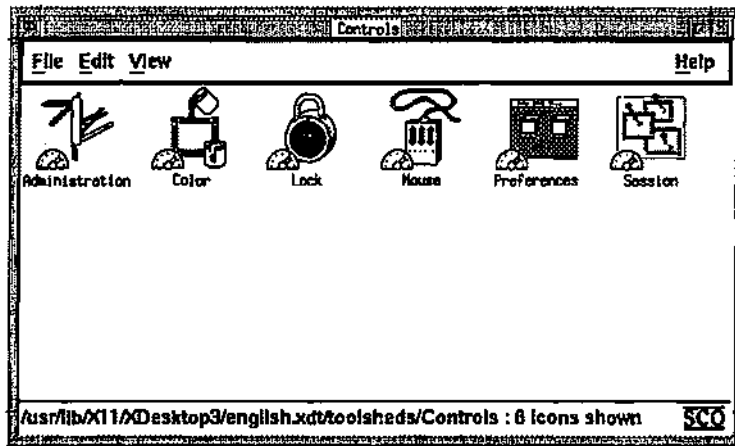 Controls
File Edit View Help
Administration Color Lock Mouse Preferences Session
/usr/lib/X11/XDesktop3/english.xdt/toolsheds/Controls : 6 icons shown SCO